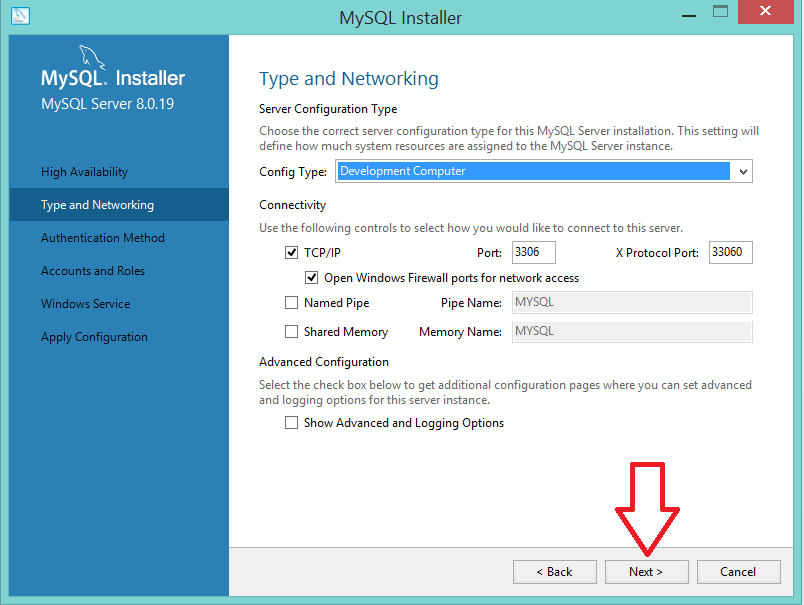 MySQL Installer
MySQL. Installer
MySQL Server 8.0.19
High Availability
Type and Networking
Authentication Method
Accounts and Roles
Windows Service
Apply Configuration
Type and Networking
Server Configuration Type
Choose the correct server configuration type for this MySQL Server installation. This setting will
define how much system resources are assigned to the MySQL Server instance.
Config Type: Development Computer
Connectivity
Use the following controls to select how you would like to connect to this server.
TCP/IP Port: 3306 X Protocol Port: 33060
Open Windows Firewall ports for network access
Named Pipe Pipe Name: MYSQL
Shared Memory Memory Name: MYSQL
Advanced Configuration
Select the check box below to get additional configuration pages where you can set advanced
and logging options for this server instance.
Show Advanced and Logging Options
< Back Next > Cancel